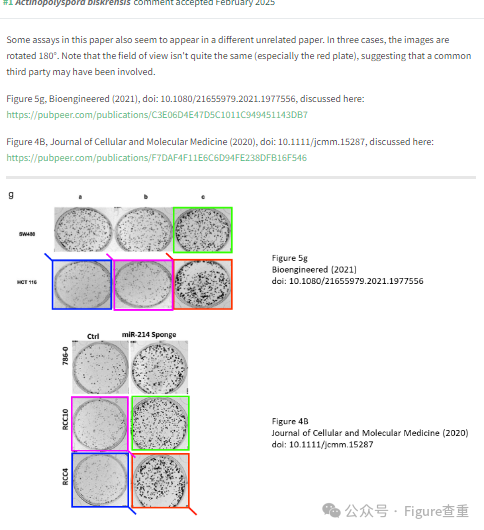 #1 Actinopolyspora biskrensis comment accepted February 2025
Some assays in this paper also seem to appear in a different unrelated paper. In three cases, the images are
rotated 180°. Note that the field of view isn't quite the same (especially the red plate), suggesting that a common
third party may have been involved.
Figure 5g, Bioengineered (2021), doi: 10.1080/21655979.2021.1977556, discussed here:
https://pubpeer.com/publications/C3E06D4E47D5C1011C949451143DB7
Figure 4B, Journal of Cellular and Molecular Medicine (2020), doi: 10.1111/jcmm.15287, discussed here:
https://pubpeer.com/publications/F7DAF4F11E6C6D94FE238DFB16F546
g
a b c
SW480
HCT 116
Figure 5g
Bioengineered (2021)
doi: 10.1080/21655979.2021.1977556
Ctrl miR-214 Sponge
786-0
RCC10
RCC4
Figure 4B
Journal of Cellular and Molecular Medicine (2020)
doi: 10.1111/jcmm.15287
公众号 · Figure查重